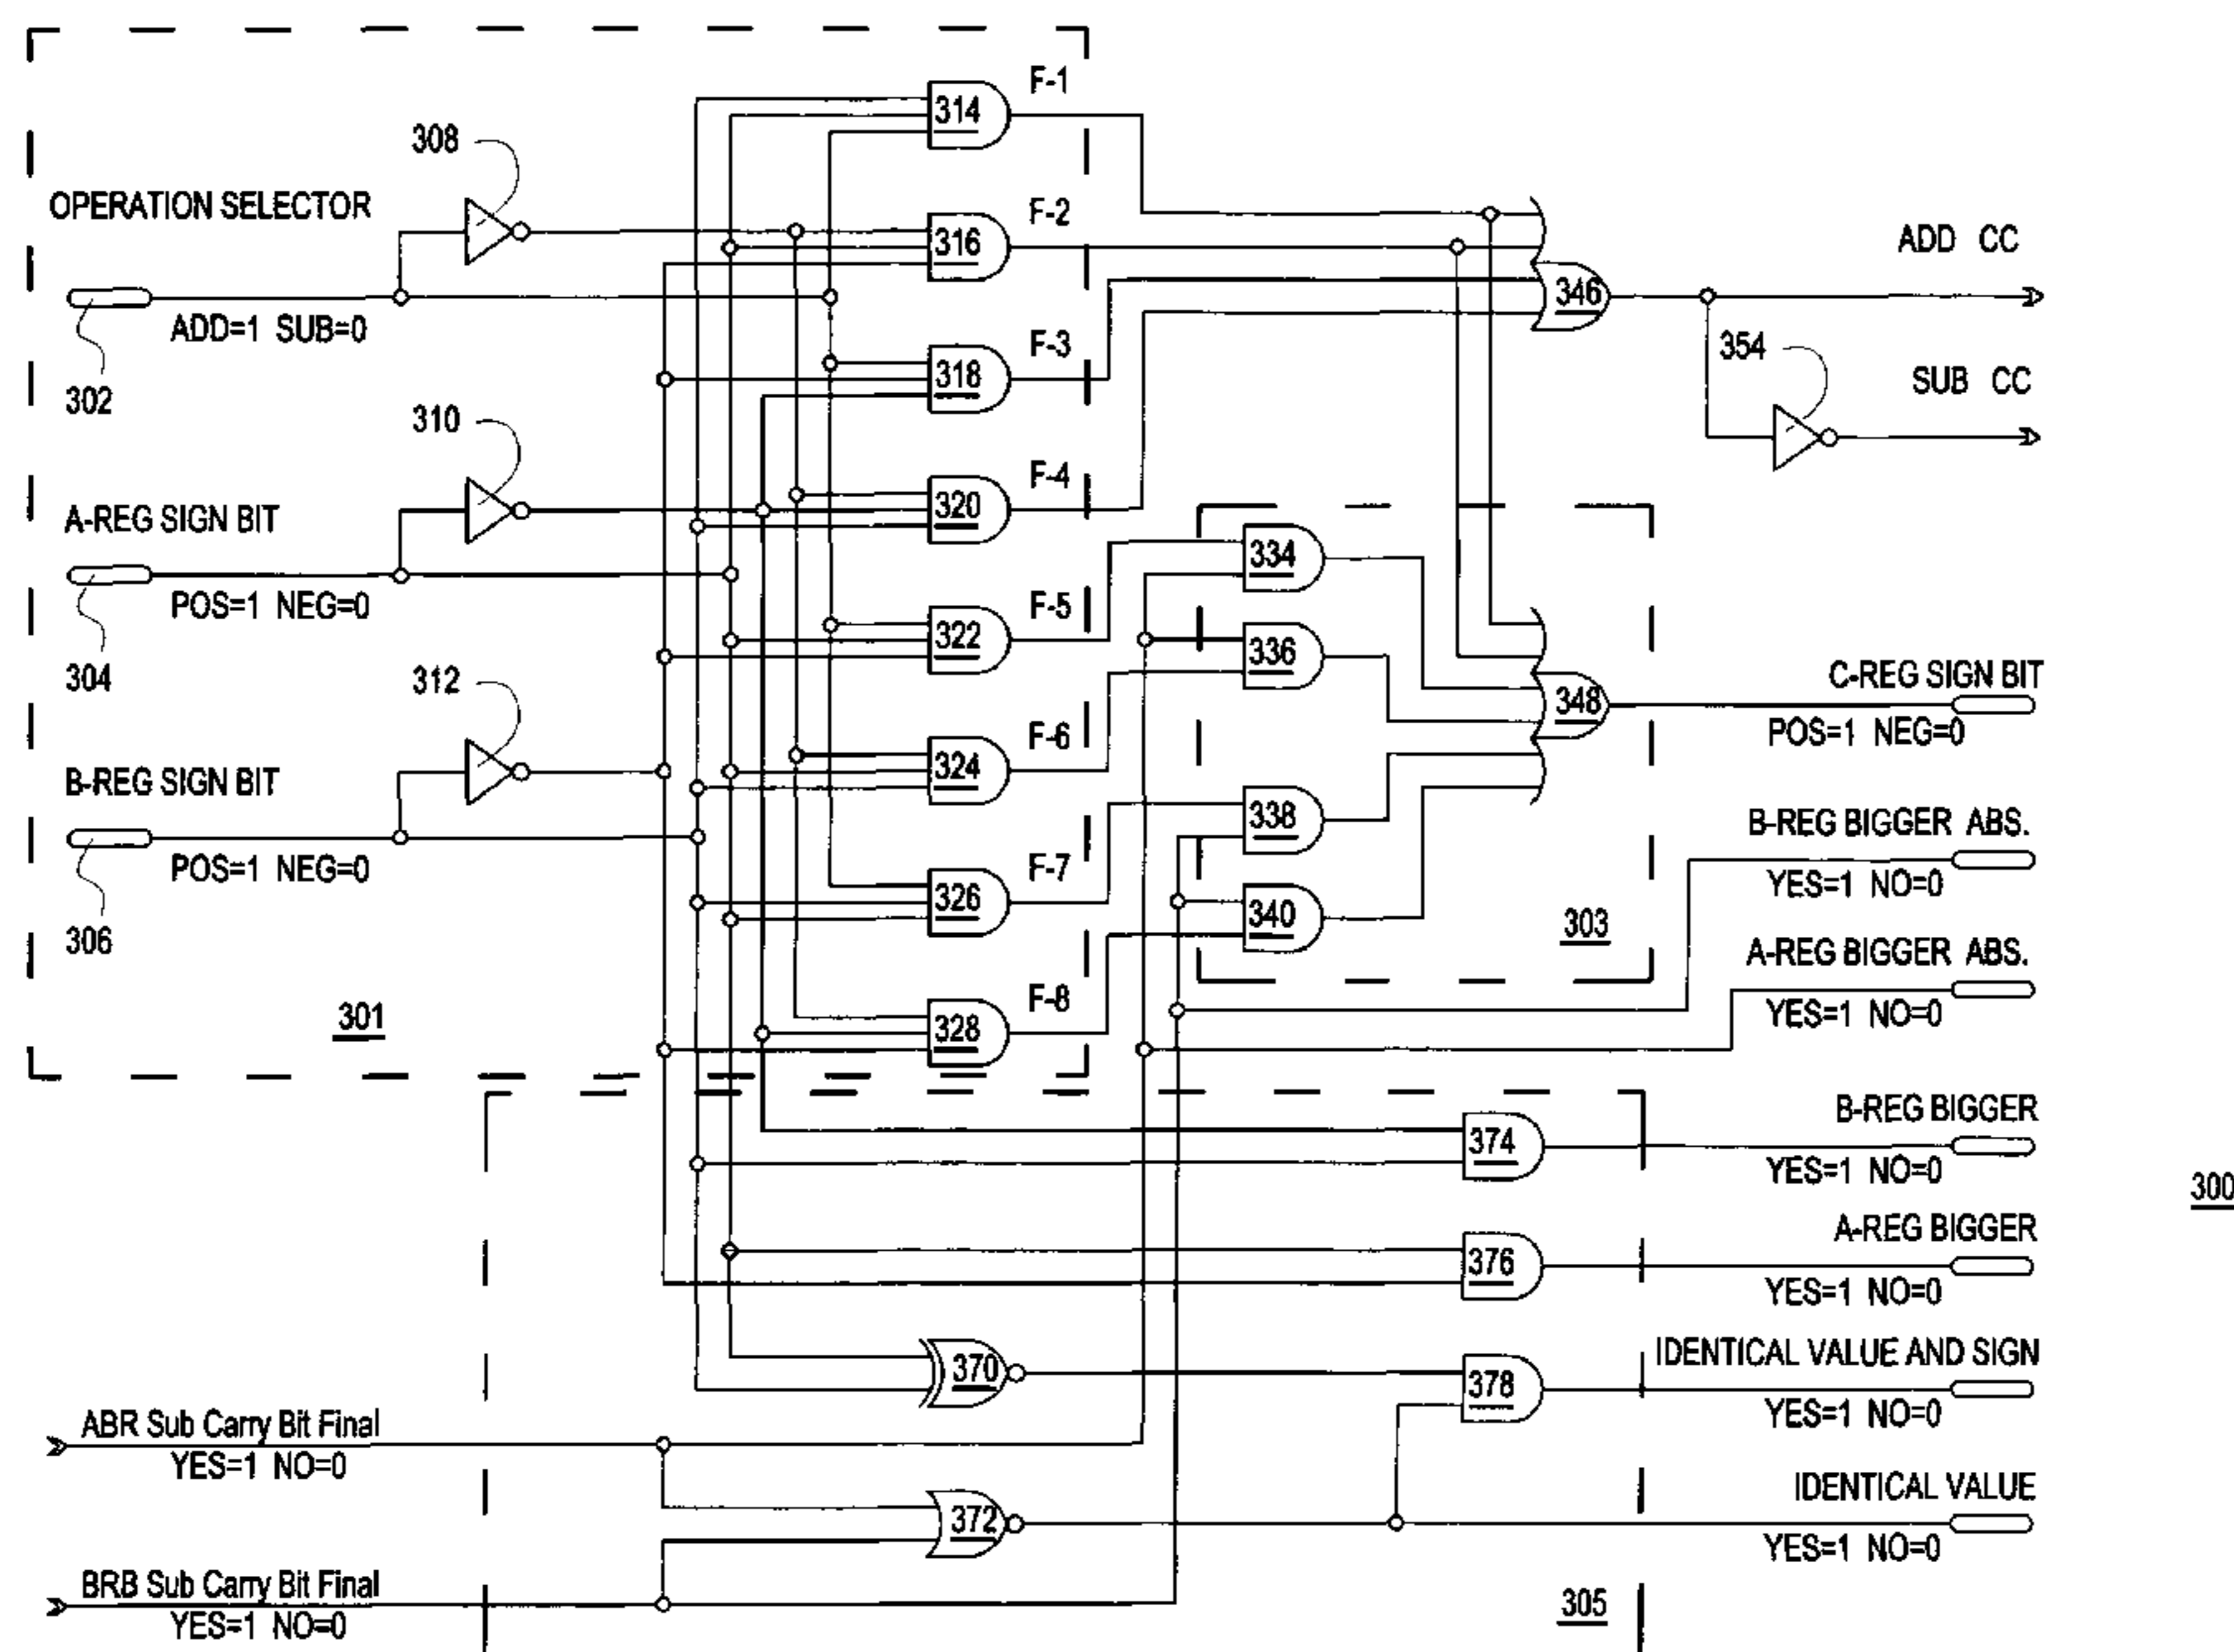 F-1
314
308
OPERATION SELECTOR
F-2
316
ADD CC
346
ADD=1 SUB=0
302
F-3
318
354
SUB CC
310
A-REG SIGN BIT
F-4
320
POS=1 NEG=0
304
334
F-5
322
336
312
C-REG SIGN BIT
348
POS=1 NEG=0
B-REG SIGN BIT
F-6
324
POS=1 NEG=0
306
338
B-REG BIGGER ABS.
YES=1 NO=0
F-7
326
340
303
A-REG BIGGER ABS.
YES=1 NO=0
301
F-8
328
B-REG BIGGER
374
YES=1 NO=0
300
A-REG BIGGER
376
YES=1 NO=0
IDENTICAL VALUE AND SIGN
370
378
YES=1 NO=0
ABR Sub Carry Bit Final
YES=1 NO=0
IDENTICAL VALUE
372
YES=1 NO=0
BRB Sub Carry Bit Final
YES=1 NO=0
305